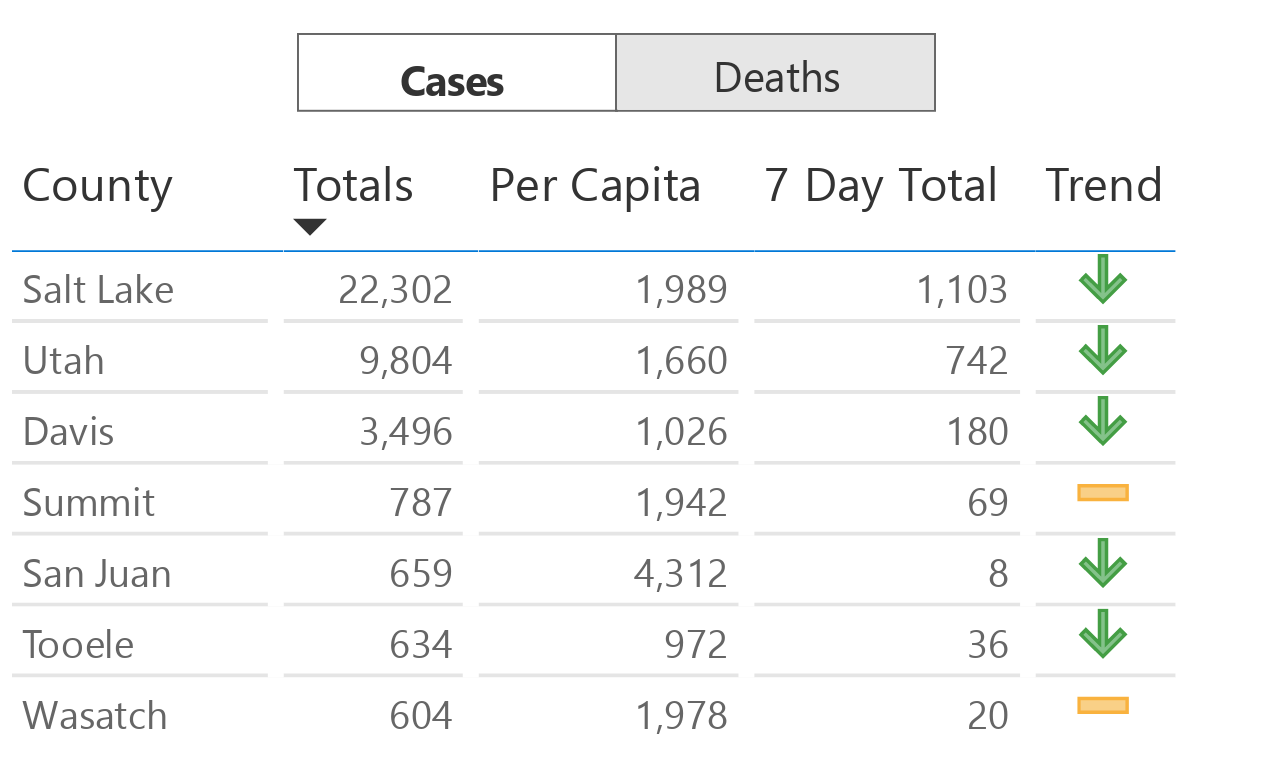 Cases Deaths
County Totals Per Capita 7 Day Total Trend
Salt Lake 22,302 1,989 1,103
Utah 9,804 1,660 742
Davis 3,496 1,026 180
Summit 787 1,942 69
San Juan 659 4,312 8
Tooele 634 972 36
Wasatch 604 1,978 20